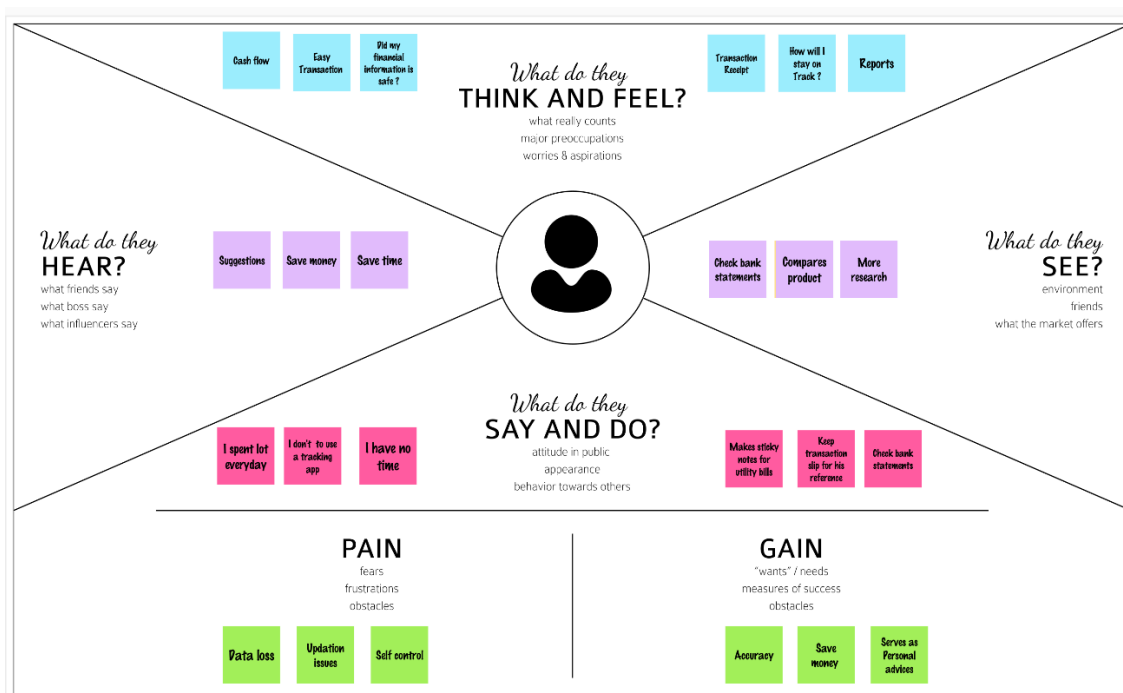 Cash flow
Easy
Transaction
Did my
financial
information is
safe ?
What do they
THINK AND FEEL?
what really counts
major preoccupations
worries & aspirations
Transaction
Receipt
How will I
stay on
Track ?
Reports
What do they
HEAR?
what friends say
what boss say
what influencers say
Suggestions
Save money
Save time
Check bank
statements
Compares
product
More
research
What do they
SEE?
environment
friends
what the market offers
What do they
SAY AND DO?
attitude in public
appearance
behavior towards others
I spent lot
everyday
I don't to use
a tracking
app
I have no
time
Makes sticky
notes for
utility bills
Keep
transaction
slip for his
reference
Check bank
statements
PAIN
fears
frustrations
obstacles
Data loss
Updation
issues
Self control
GAIN
"wants" / needs
measures of success
obstacles
Accuracy
Save
money
Serves as
Personal
advices